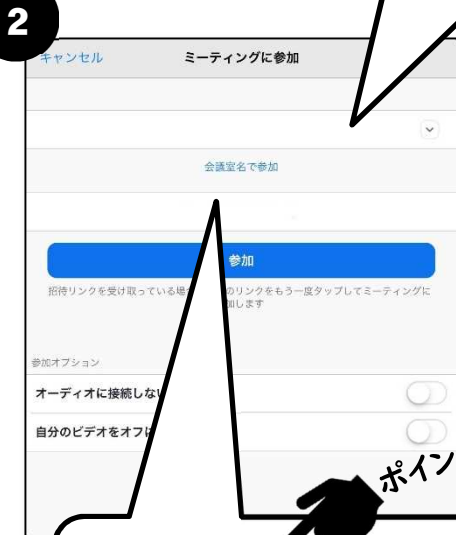 2
キャンセル
ミーティングに参加
会議室名で参加
参加
招待リンクを受け取っている場
のリンクをもう一度タップしてミーティングに
加します
参加オプション
オーディオに接続しない
自分のビデオをオフ
ポイン